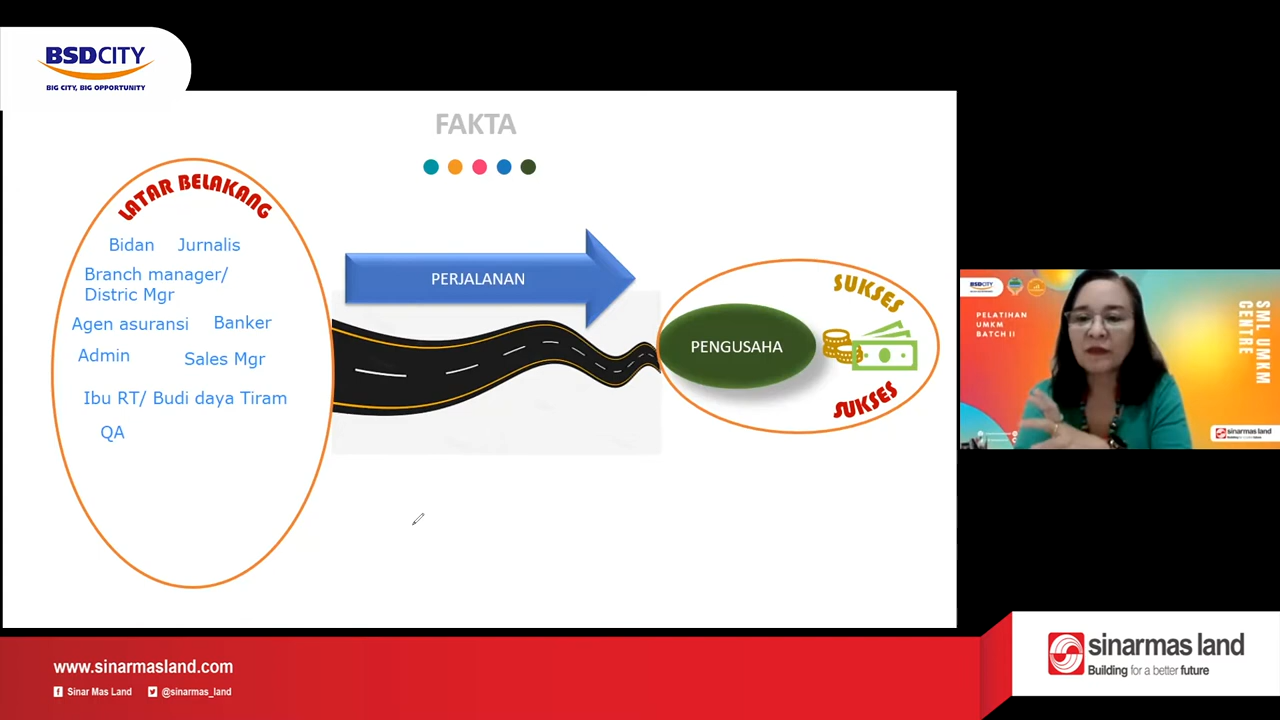 BSDCITY
BIG CITY, BIG OPPORTUNITY
FAKTA
LATAR BELAKANG
Bidan Jurnalis
Branch manager/
Distric Mgr
Agen asuransi Banker
Admin Sales Mgr
Ibu RT/ Budi daya Tiram
QA
PERJALANAN
PENGUSAHA
SUKSES
SUKSES
BSDCITY
PELATIHAN
UMKM
BATCH II
SML UMKM
CENTRE
sinarmas land
www.sinarmasland.com
Sinar Mas Land @sinarmas_land
sinarmas land
Building for a better future